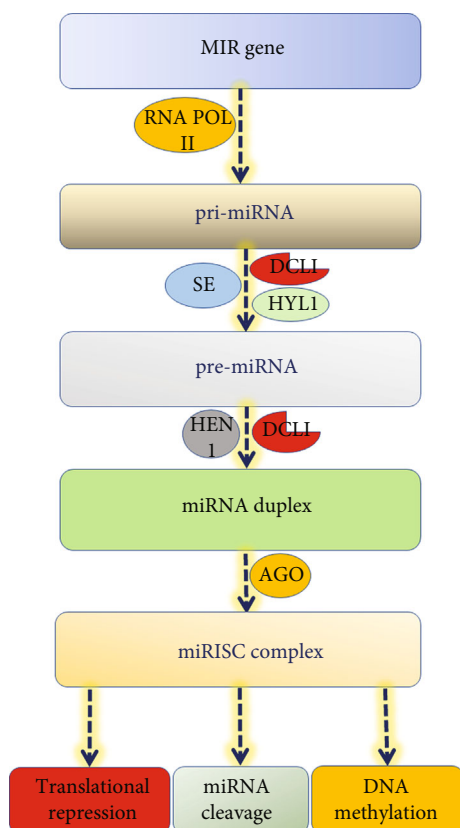 MIR gene
RNA POL
II
pri-miRNA
DCLI
SE
HYL1
pre-miRNA
HEN
1
DCLI
miRNA duplex
AGO
miRISC complex
Translational
repression
miRNA
cleavage
DNA
methylation